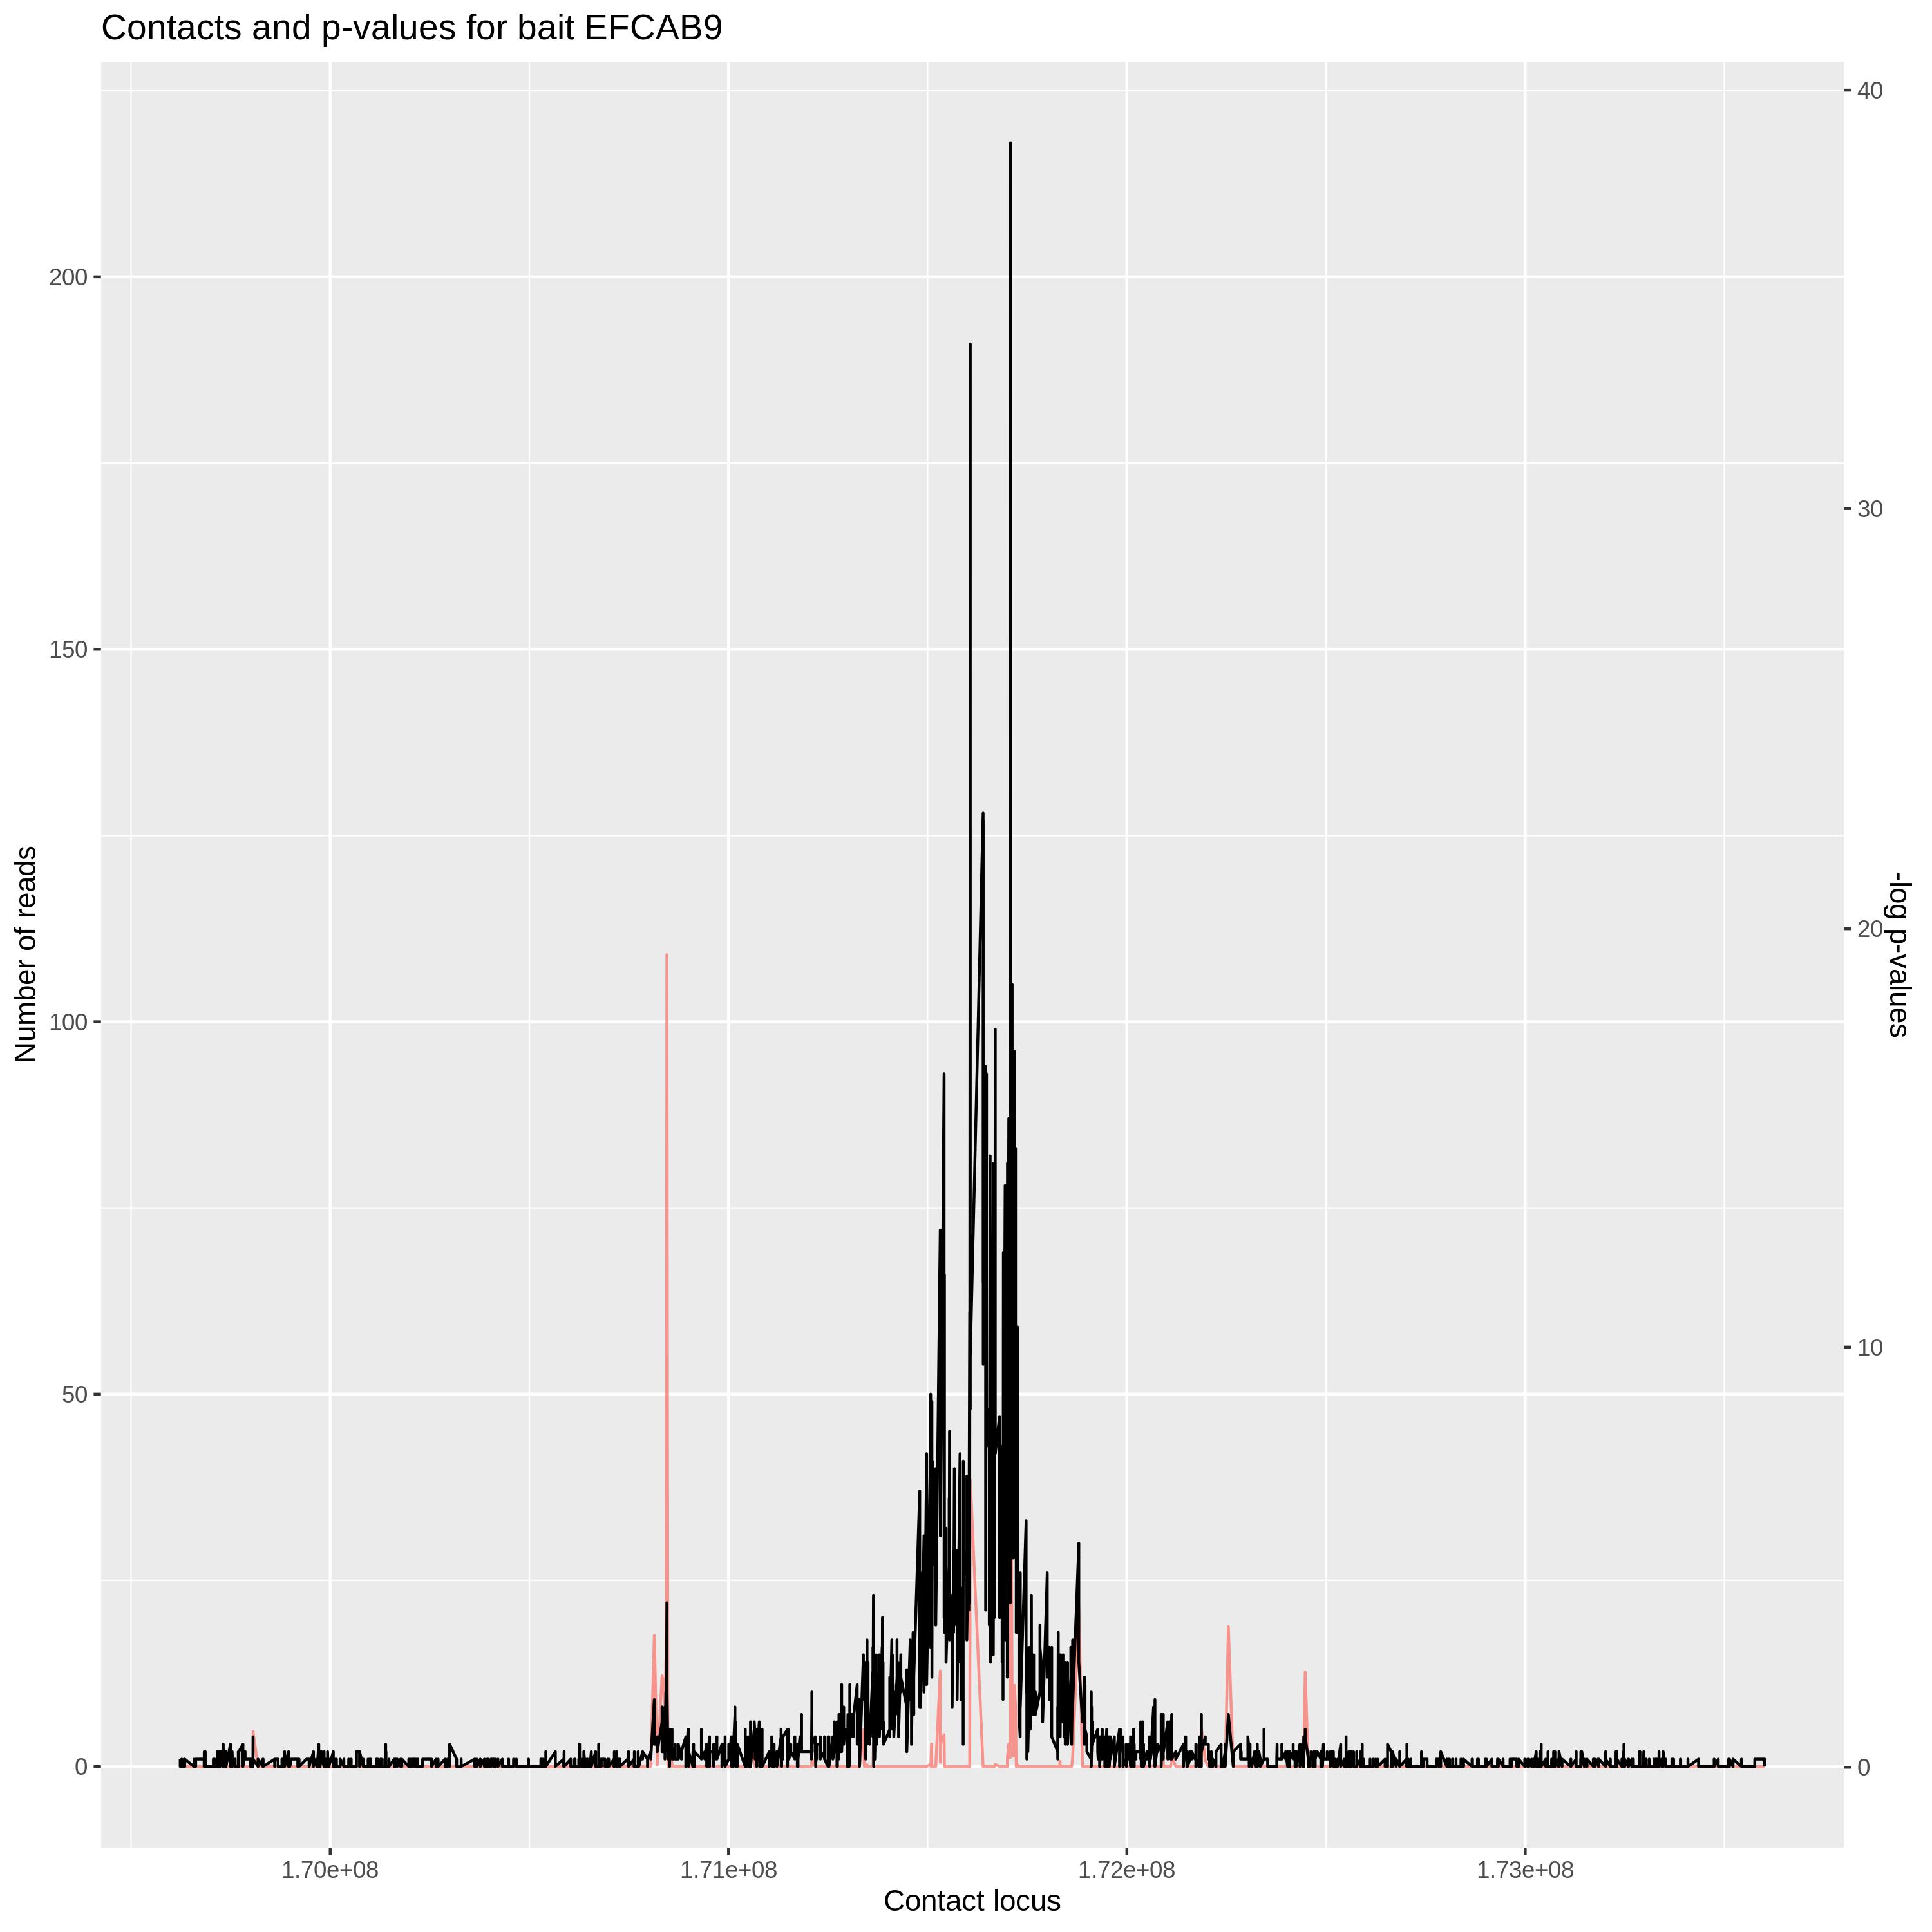 Contacts and p-values for bait EFCAB9
Number of reads
200
150
100
50
0
40
30
20
10
0
-log p-values
1.70e+08 1.71e+08 1.72e+08 1.73e+08
Contact locus